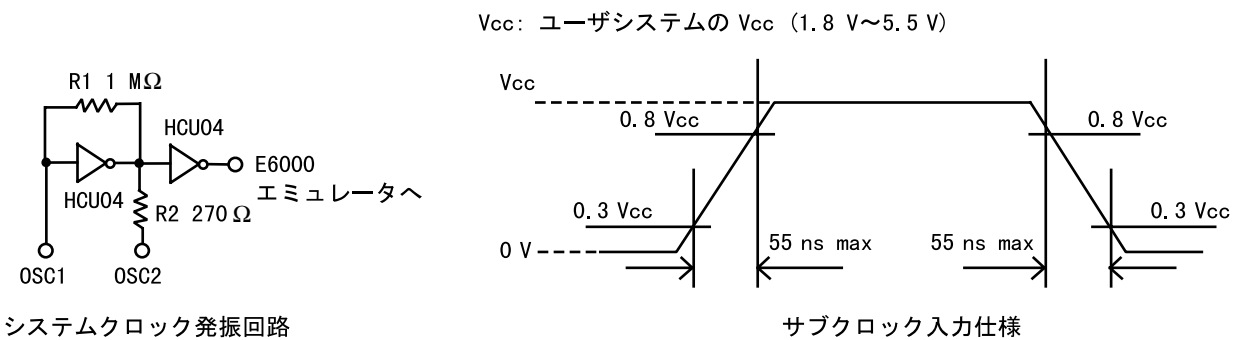 Vcc: ユーザシステムの Vcc (1.8 V～5.5 V)
R1 1 MΩ
HCU04
HCU04
E6000
エミュレータへ
R2 270 Ω
OSC1
OSC2
システムクロック発振回路
Vcc
0.8 Vcc
0.8 Vcc
0.3 Vcc
0.3 Vcc
0 V
55 ns max
55 ns max
サブクロック入力仕様